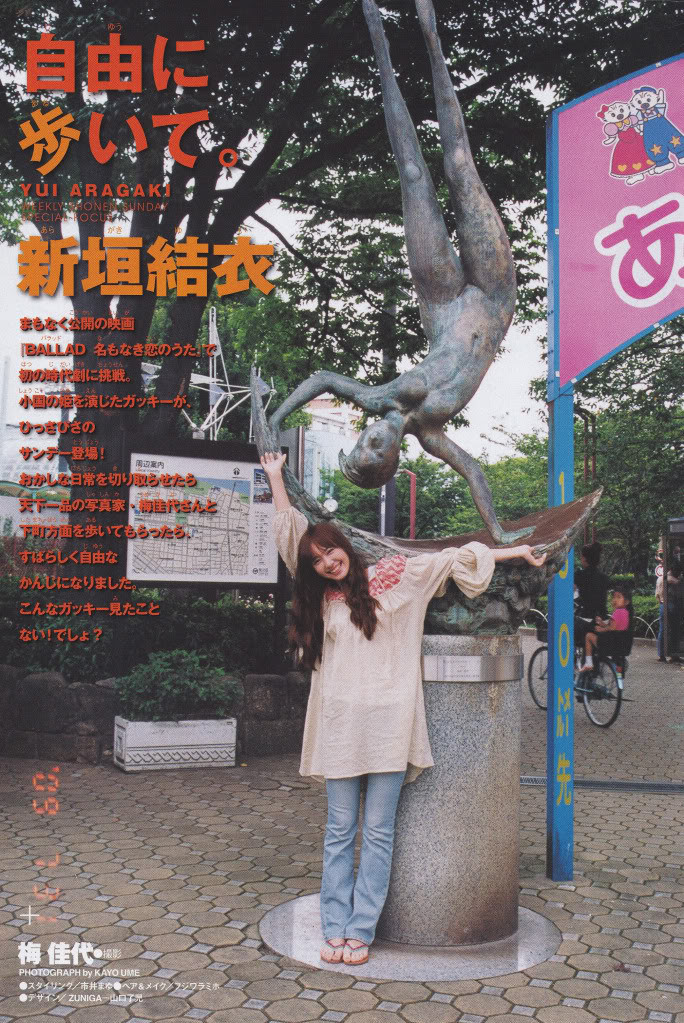 自由に
歩いて。
YUI ARAGAKI
WEEKLY SHONEN SUNDAY
SPECIAL FOCUS
新垣結衣
まもなく公開の映画
『BALLAD 名もなき恋のうた』で
初の時代劇に挑戦。
小国の姫を演じたガッキーが、
ひっさびさの
サンデー登場!
おかしな日常を切り取らせたら
天下一品の写真家・梅佳代さんと
下町方面を歩いてもらったら、
すばらしく自由な
かんじになりました。
こんなガッキー見たこと
ない!でしょ?
周辺案内
あ
先
梅 佳代●撮影
PHOTOGRAPH by KAYO UME
●スタイリング/市井まゆ●ヘア&メイク/フジワラミホ
●デザイン/ZUNIGA—山口了児